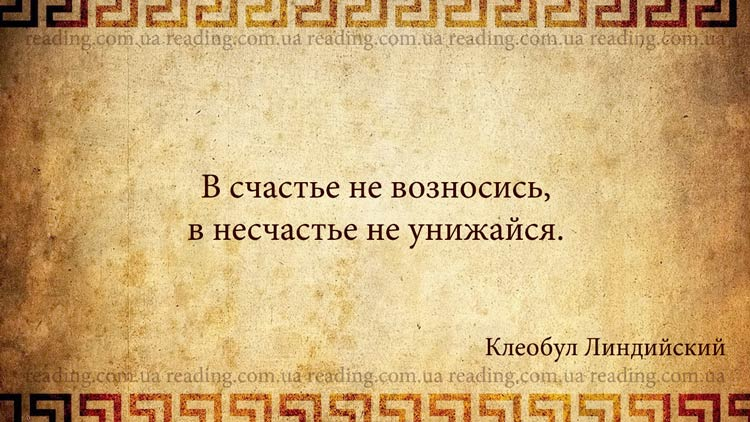 reading.com.ua reading.com.ua reading.com.ua reading.com.ua reading.com.ua
В счастье не возносись,
в несчастье не унижайся.
Клеобул Линдийский
reading.com.ua reading.com.ua reading.com.ua reading.com.ua reading.com.ua